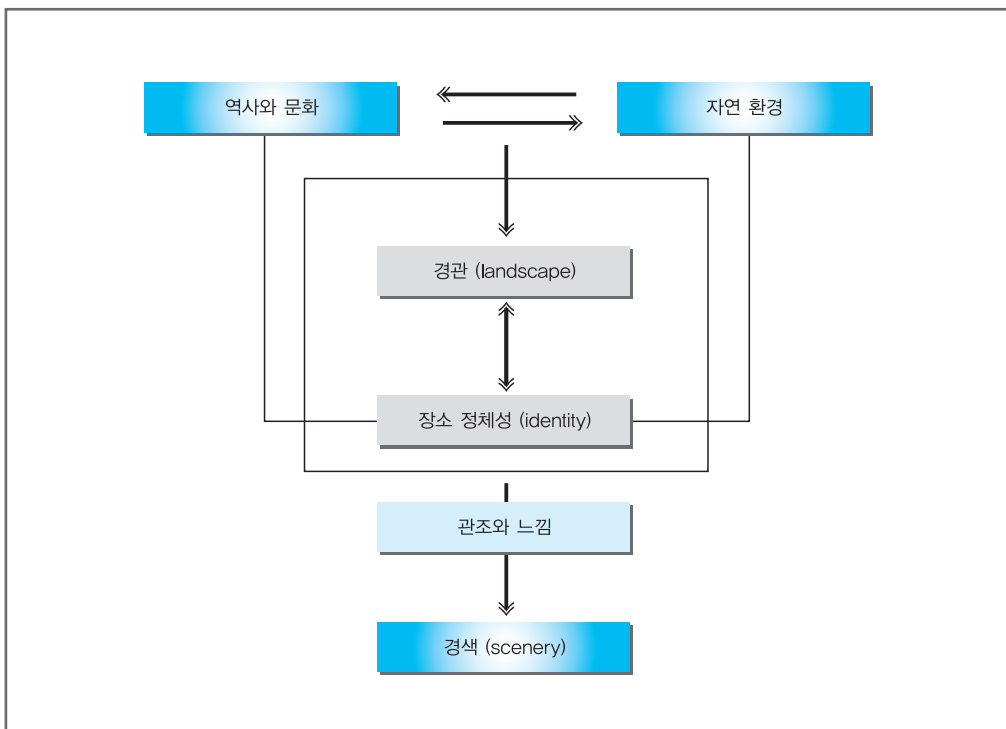 역사와 문화
자연 환경
경관 (landscape)
장소 정체성 (identity)
관조와 느낌
경색 (scenery)